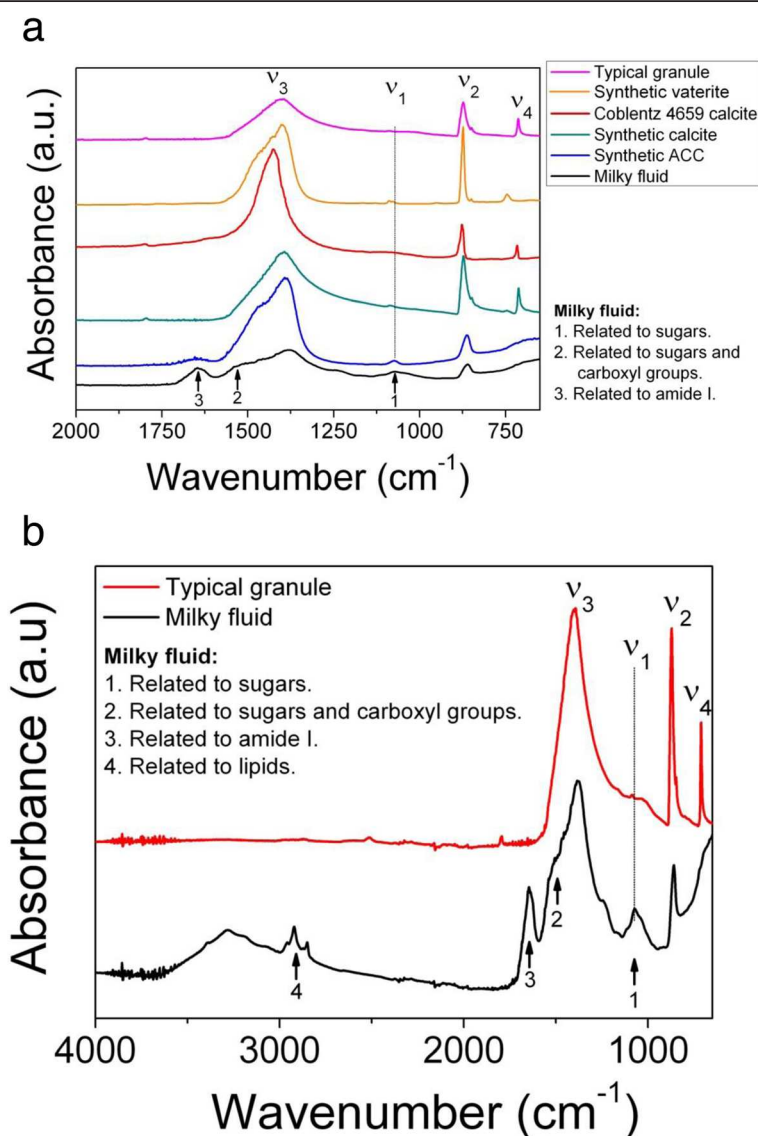 a
ν3
ν1
ν2
ν4
Typical granule
Synthetic vaterite
Coblentz 4659 calcite
Synthetic calcite
Synthetic ACC
Milky fluid
Absorbance (a.u.)
Milky fluid:
1. Related to sugars.
2. Related to sugars and
carboxyl groups.
3. Related to amide I.
3
2
1
2000
1750
1500
1250
1000
750
Wavenumber (cm-1)
b
Typical granule
Milky fluid
Milky fluid:
1. Related to sugars.
2. Related to sugars and carboxyl groups.
3. Related to amide I.
4. Related to lipids.
ν3
ν1
ν2
ν4
Absorbance (a.u)
4
3
2
1
4000
3000
2000
1000
Wavenumber (cm-1)